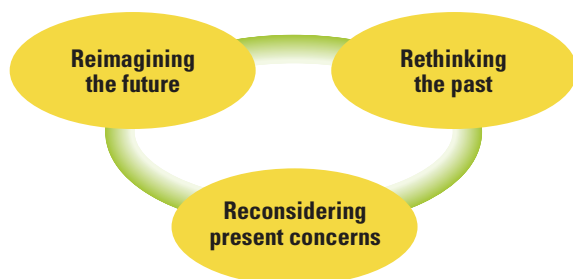 Reimagining
the future
Rethinking
the past
Reconsidering
present concerns